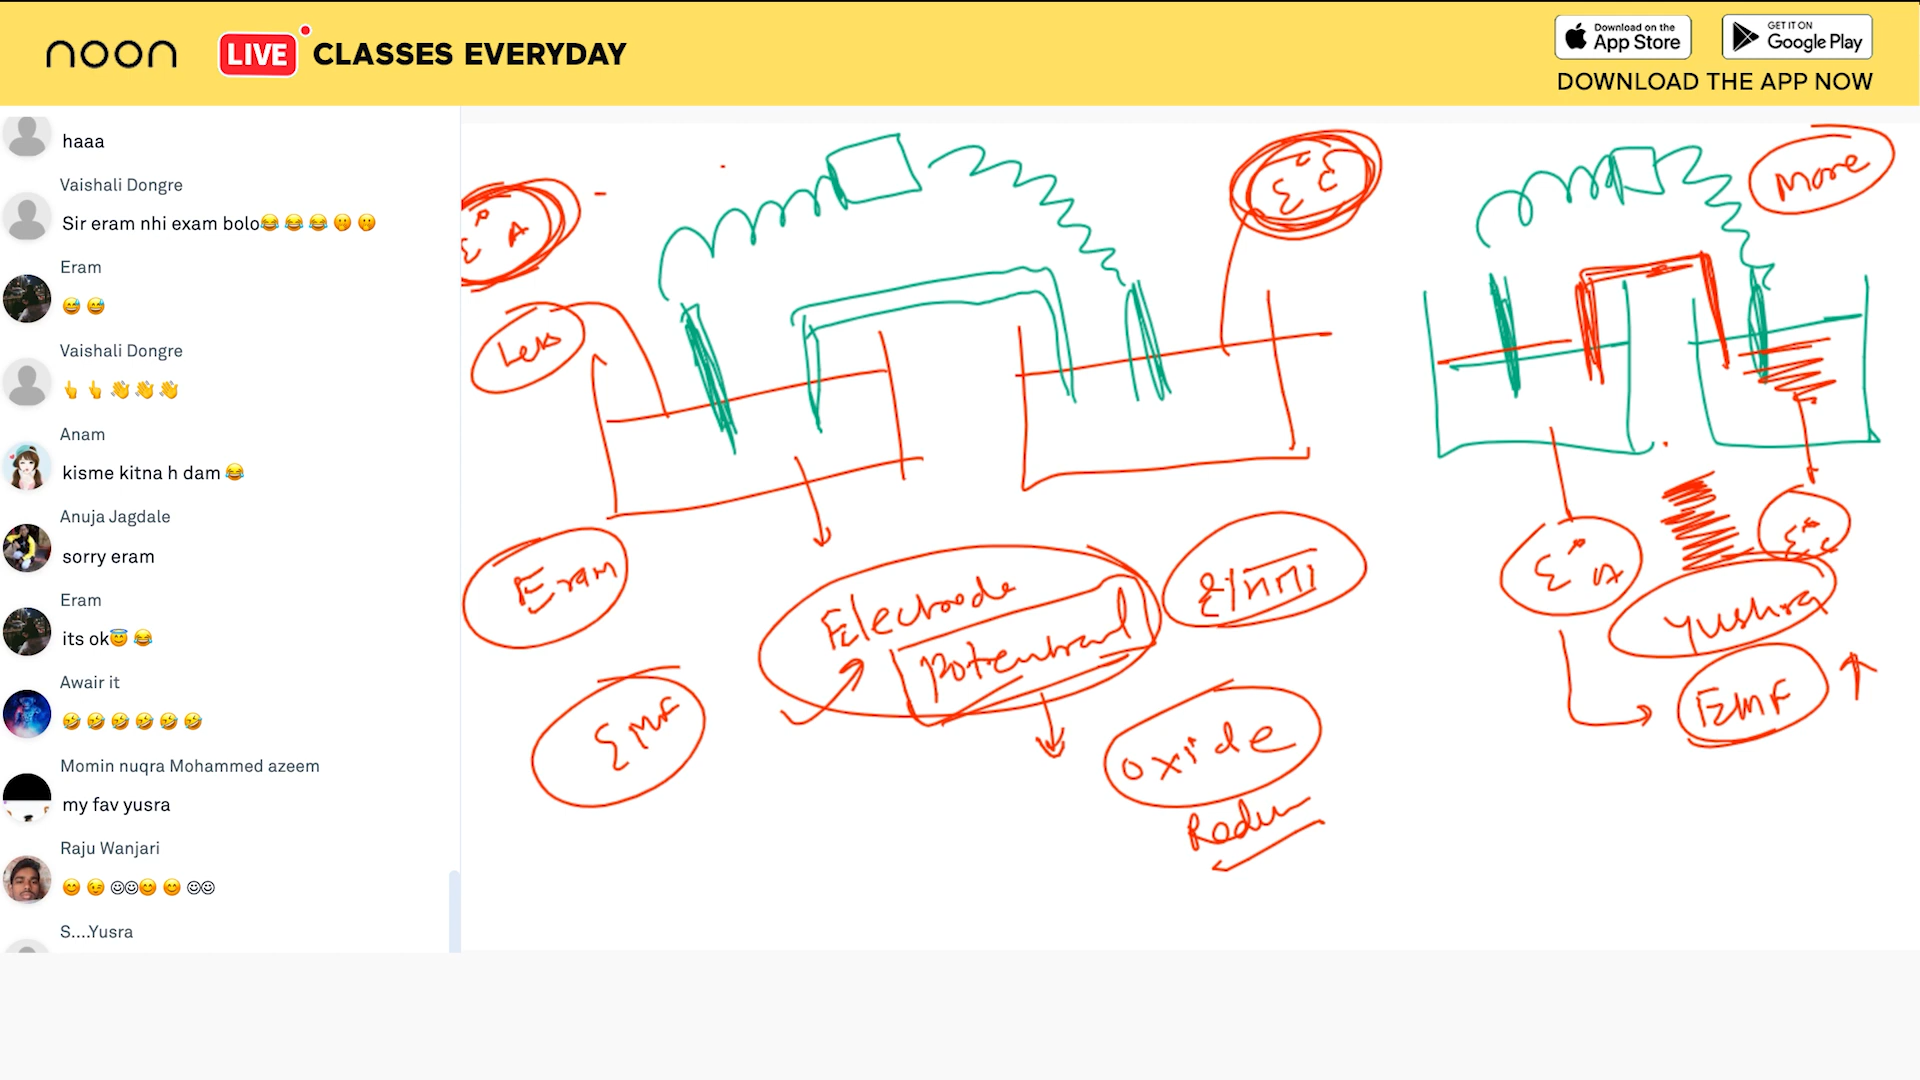 noon LIVE CLASSES EVERYDAY
Download on the App Store
GET IT ON Google Play
DOWNLOAD THE APP NOW
haaa
Vaishali Dongre
Sir eram nhi exam bolo😂😂😂🤭🤭
Eram
😅😅
Vaishali Dongre
👆👆👋👋👋
Anam
kisme kitna h dam😂
Anuja Jagdale
sorry eram
Eram
its ok😇😂
Awair it
🤣🤣🤣🤣🤣🤣
Momin nuqra Mohammed azeem
my fav yusra
Raju Wanjari
😊😉☺☺😊😊☺☺
S....Yusra
Ɛ° A
Ɛ° C
Less
More
Eram
Electrode
Potential
Ɛ° A
Ɛ° C
Yushra
EMF
EMF ↑
oxide
Redu